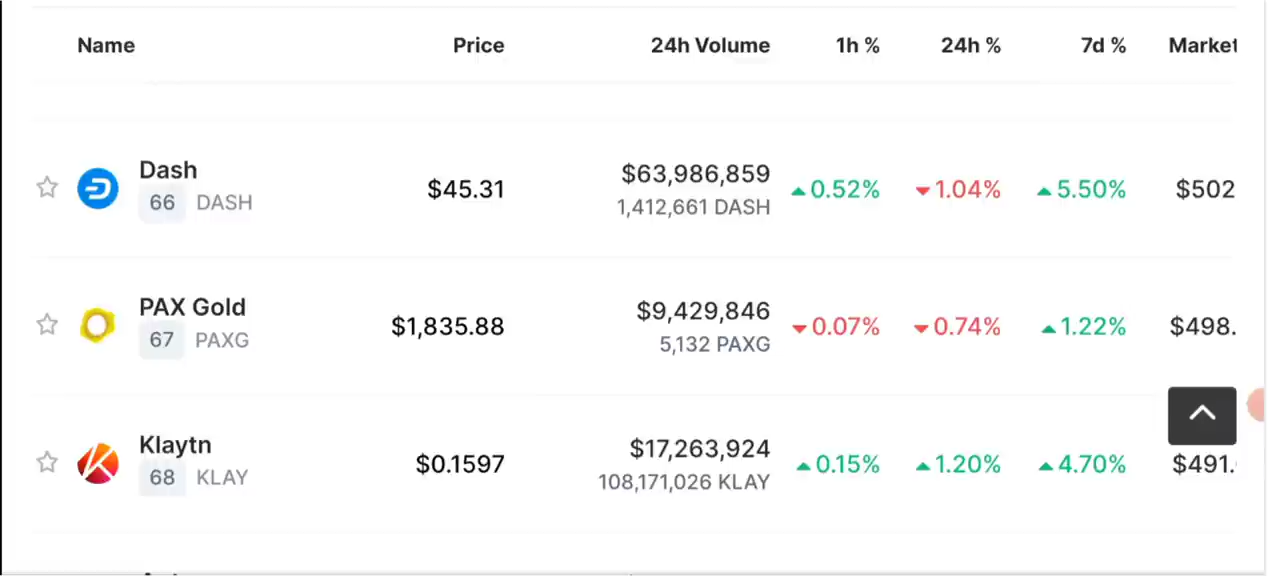 Name Price 24h Volume 1h % 24h % 7d % Market
Dash $45.31 $63,986,859 0.52% 1.04% 5.50% $502
66 DASH 1,412,661 DASH
PAX Gold $1,835.88 $9,429,846 0.07% 0.74% 1.22% $498.
67 PAXG 5,132 PAXG
Klaytn $0.1597 $17,263,924 0.15% 1.20% 4.70% $491.
68 KLAY 108,171,026 KLAY